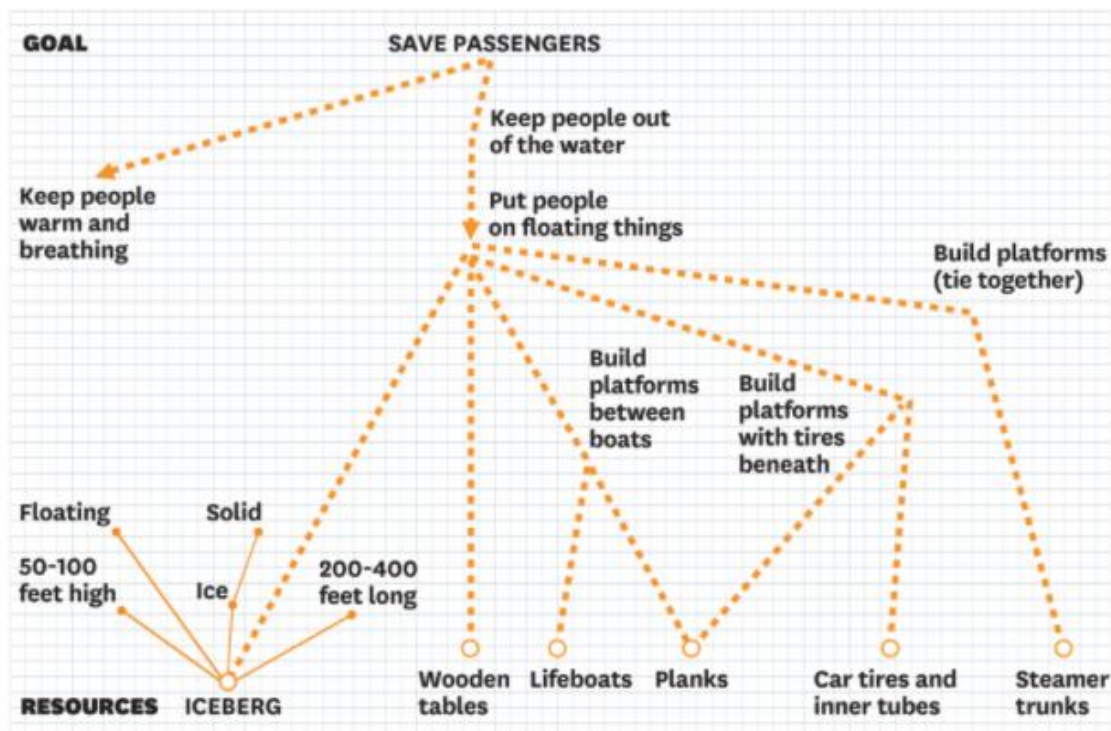 GOAL
SAVE PASSENGERS
Keep people out
of the water
Keep people
warm and
breathing
Put people
on floating things
Build platforms
(tie together)
Build
platforms
between
boats
Build
platforms
with tires
beneath
Floating
Solid
50-100
feet high
Ice
200-400
feet long
RESOURCES
ICEBERG
Wooden
tables
Lifeboats
Planks
Car tires and
inner tubes
Steamer
trunks